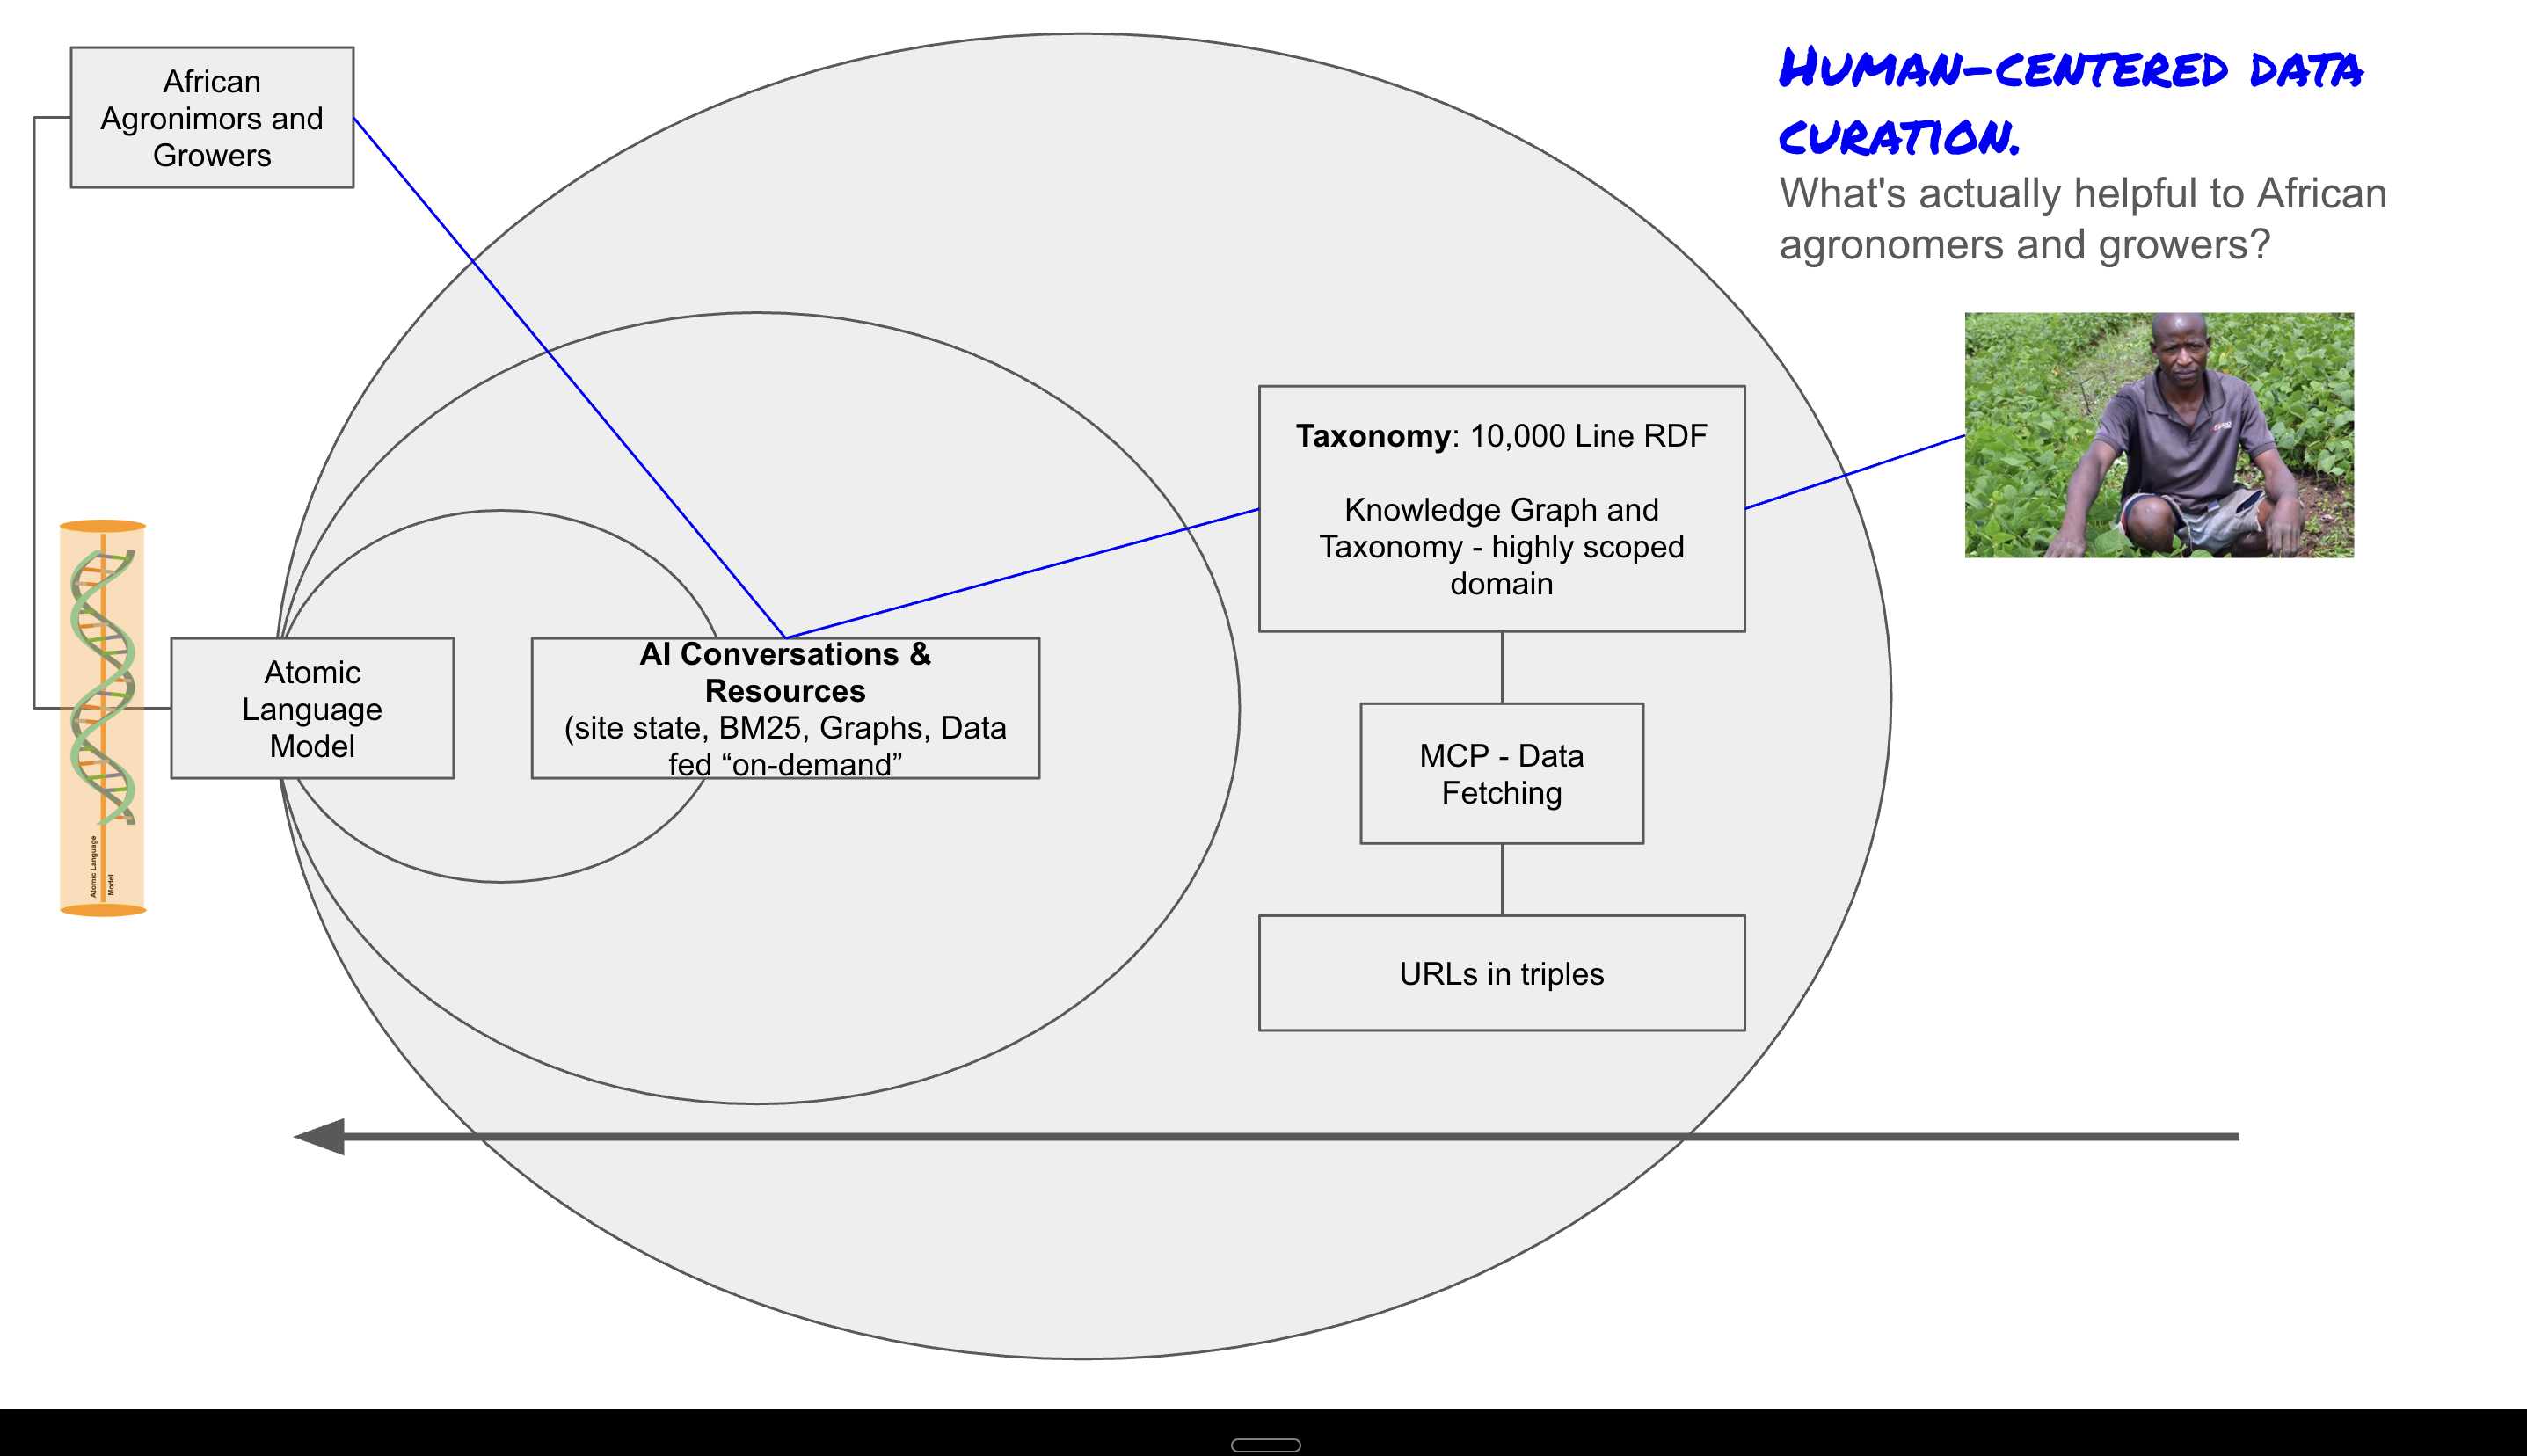 African
Agronimors and
Growers
HUMAN-CENTERED DATA
CURATION.
What's actually helpful to African
agronomers and growers?
Taxonomy: 10,000 Line RDF
Knowledge Graph and
Taxonomy - highly scoped
domain
Atomic
Language
Model
AI Conversations &
Resources
(site state, BM25, Graphs, Data
fed “on-demand”
MCP - Data
Fetching
URLs in triples
Atomic Language
Model